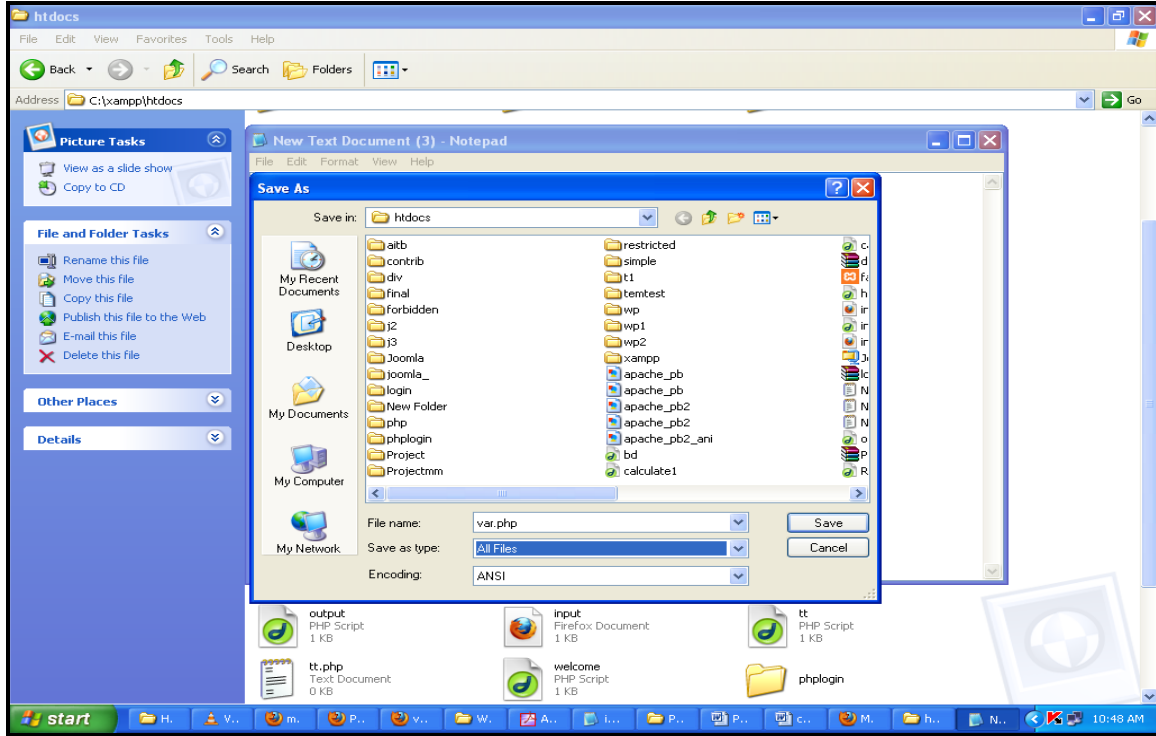 htdocs
File Edit View Favorites Tools Help
Back Search Folders
Address C:\xampp\htdocs Go
Picture Tasks
View as a slide show
Copy to CD
File and Folder Tasks
Rename this file
Move this file
Copy this file
Publish this file to the Web
E-mail this file
Delete this file
Other Places
Details
New Text Document (3) - Notepad
File Edit Format View Help
Save As
Save in: htdocs
My Recent Documents
Desktop
My Documents
My Computer
My Network
aitb
contrib
div
final
forbidden
j2
j3
Joomla
joomla_
login
New Folder
php
phplogin
Project
Projectmm
restricted
simple
t1
temtest
wp
wp1
wp2
xampp
apache_pb
apache_pb
apache_pb2
apache_pb2
apache_pb2_ani
bd
calculate1
File name: var.php Save
Save as type: All Files Cancel
Encoding: ANSI
output
PHP Script
1 KB
input
Firefox Document
1 KB
tt
PHP Script
1 KB
tt.php
Text Document
0 KB
welcome
PHP Script
1 KB
phplogin
start H.. V.. m.. P.. v.. W.. A.. i... P.. P.. c.. M.. h.. N.. 10:48 AM